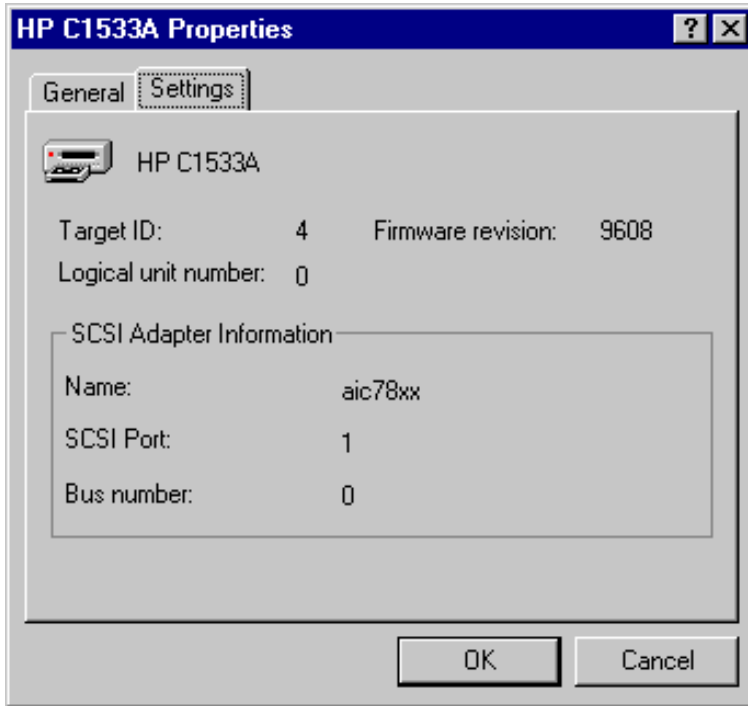 HP C1533A Properties
General Settings
HP C1533A
Target ID: 4 Firmware revision: 9608
Logical unit number: 0
SCSI Adapter Information
Name: aic78xx
SCSI Port: 1
Bus number: 0
OK Cancel